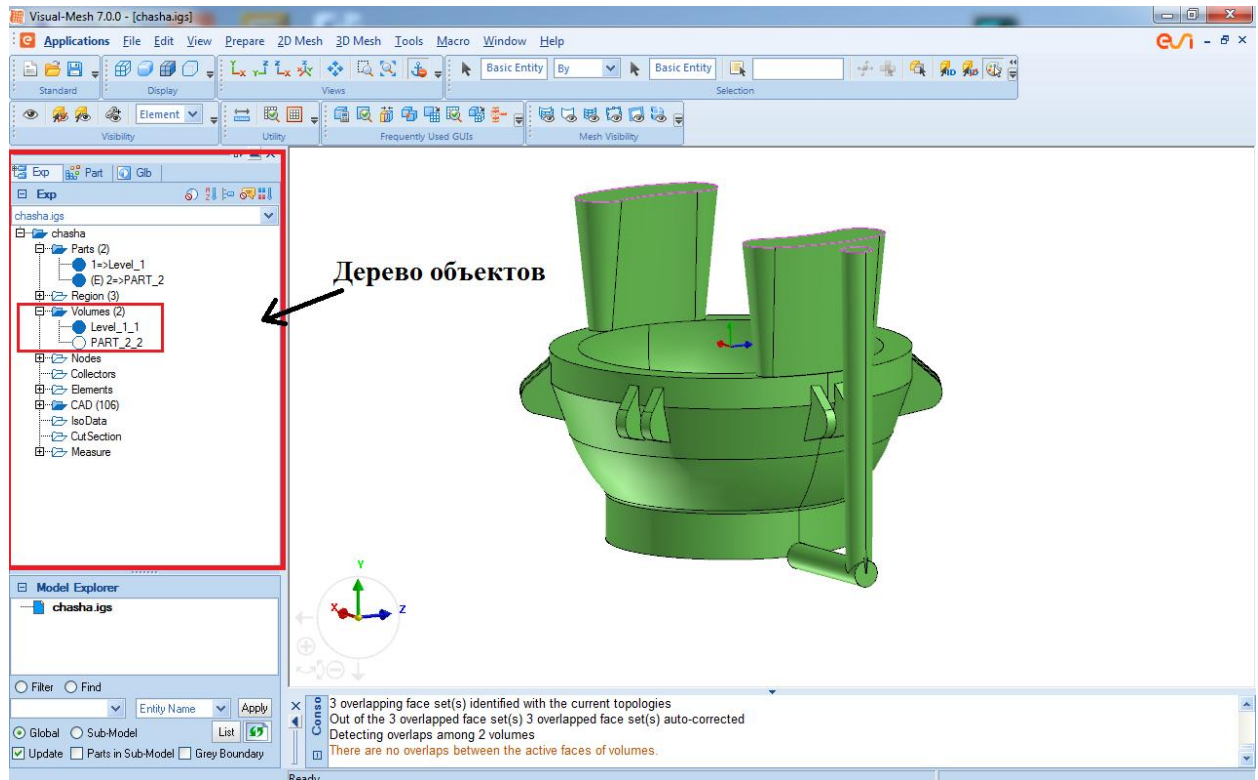 Visual-Mesh 7.0.0 - [chasha.igs]
Applications File Edit View Prepare 2D Mesh 3D Mesh Tools Macro Window Help
esi
Basic Entity By Basic Entity
Standard Display Views Selection
Element
Visibility Utility Frequently Used GUIs Mesh Visibility
Exp Part Glb
Exp
chasha.igs
chasha
Parts (2)
1=>Level_1
(E) 2=>PART_2
Region (3)
Volumes (2)
Level_1_1
PART_2_2
Nodes
Collectors
Elements
CAD (106)
IsoData
CutSection
Measure
Дерево объектов
Y
X
Z
Model Explorer
chasha.igs
Filter Find
Entity Name Apply
Global Sub-Model List
Update Parts in Sub-Model Grey Boundary
Conso
3 overlapping face set(s) identified with the current topologies
Out of the 3 overlapped face set(s) 3 overlapped face set(s) auto-corrected
Detecting overlaps among 2 volumes
There are no overlaps between the active faces of volumes.
Ready